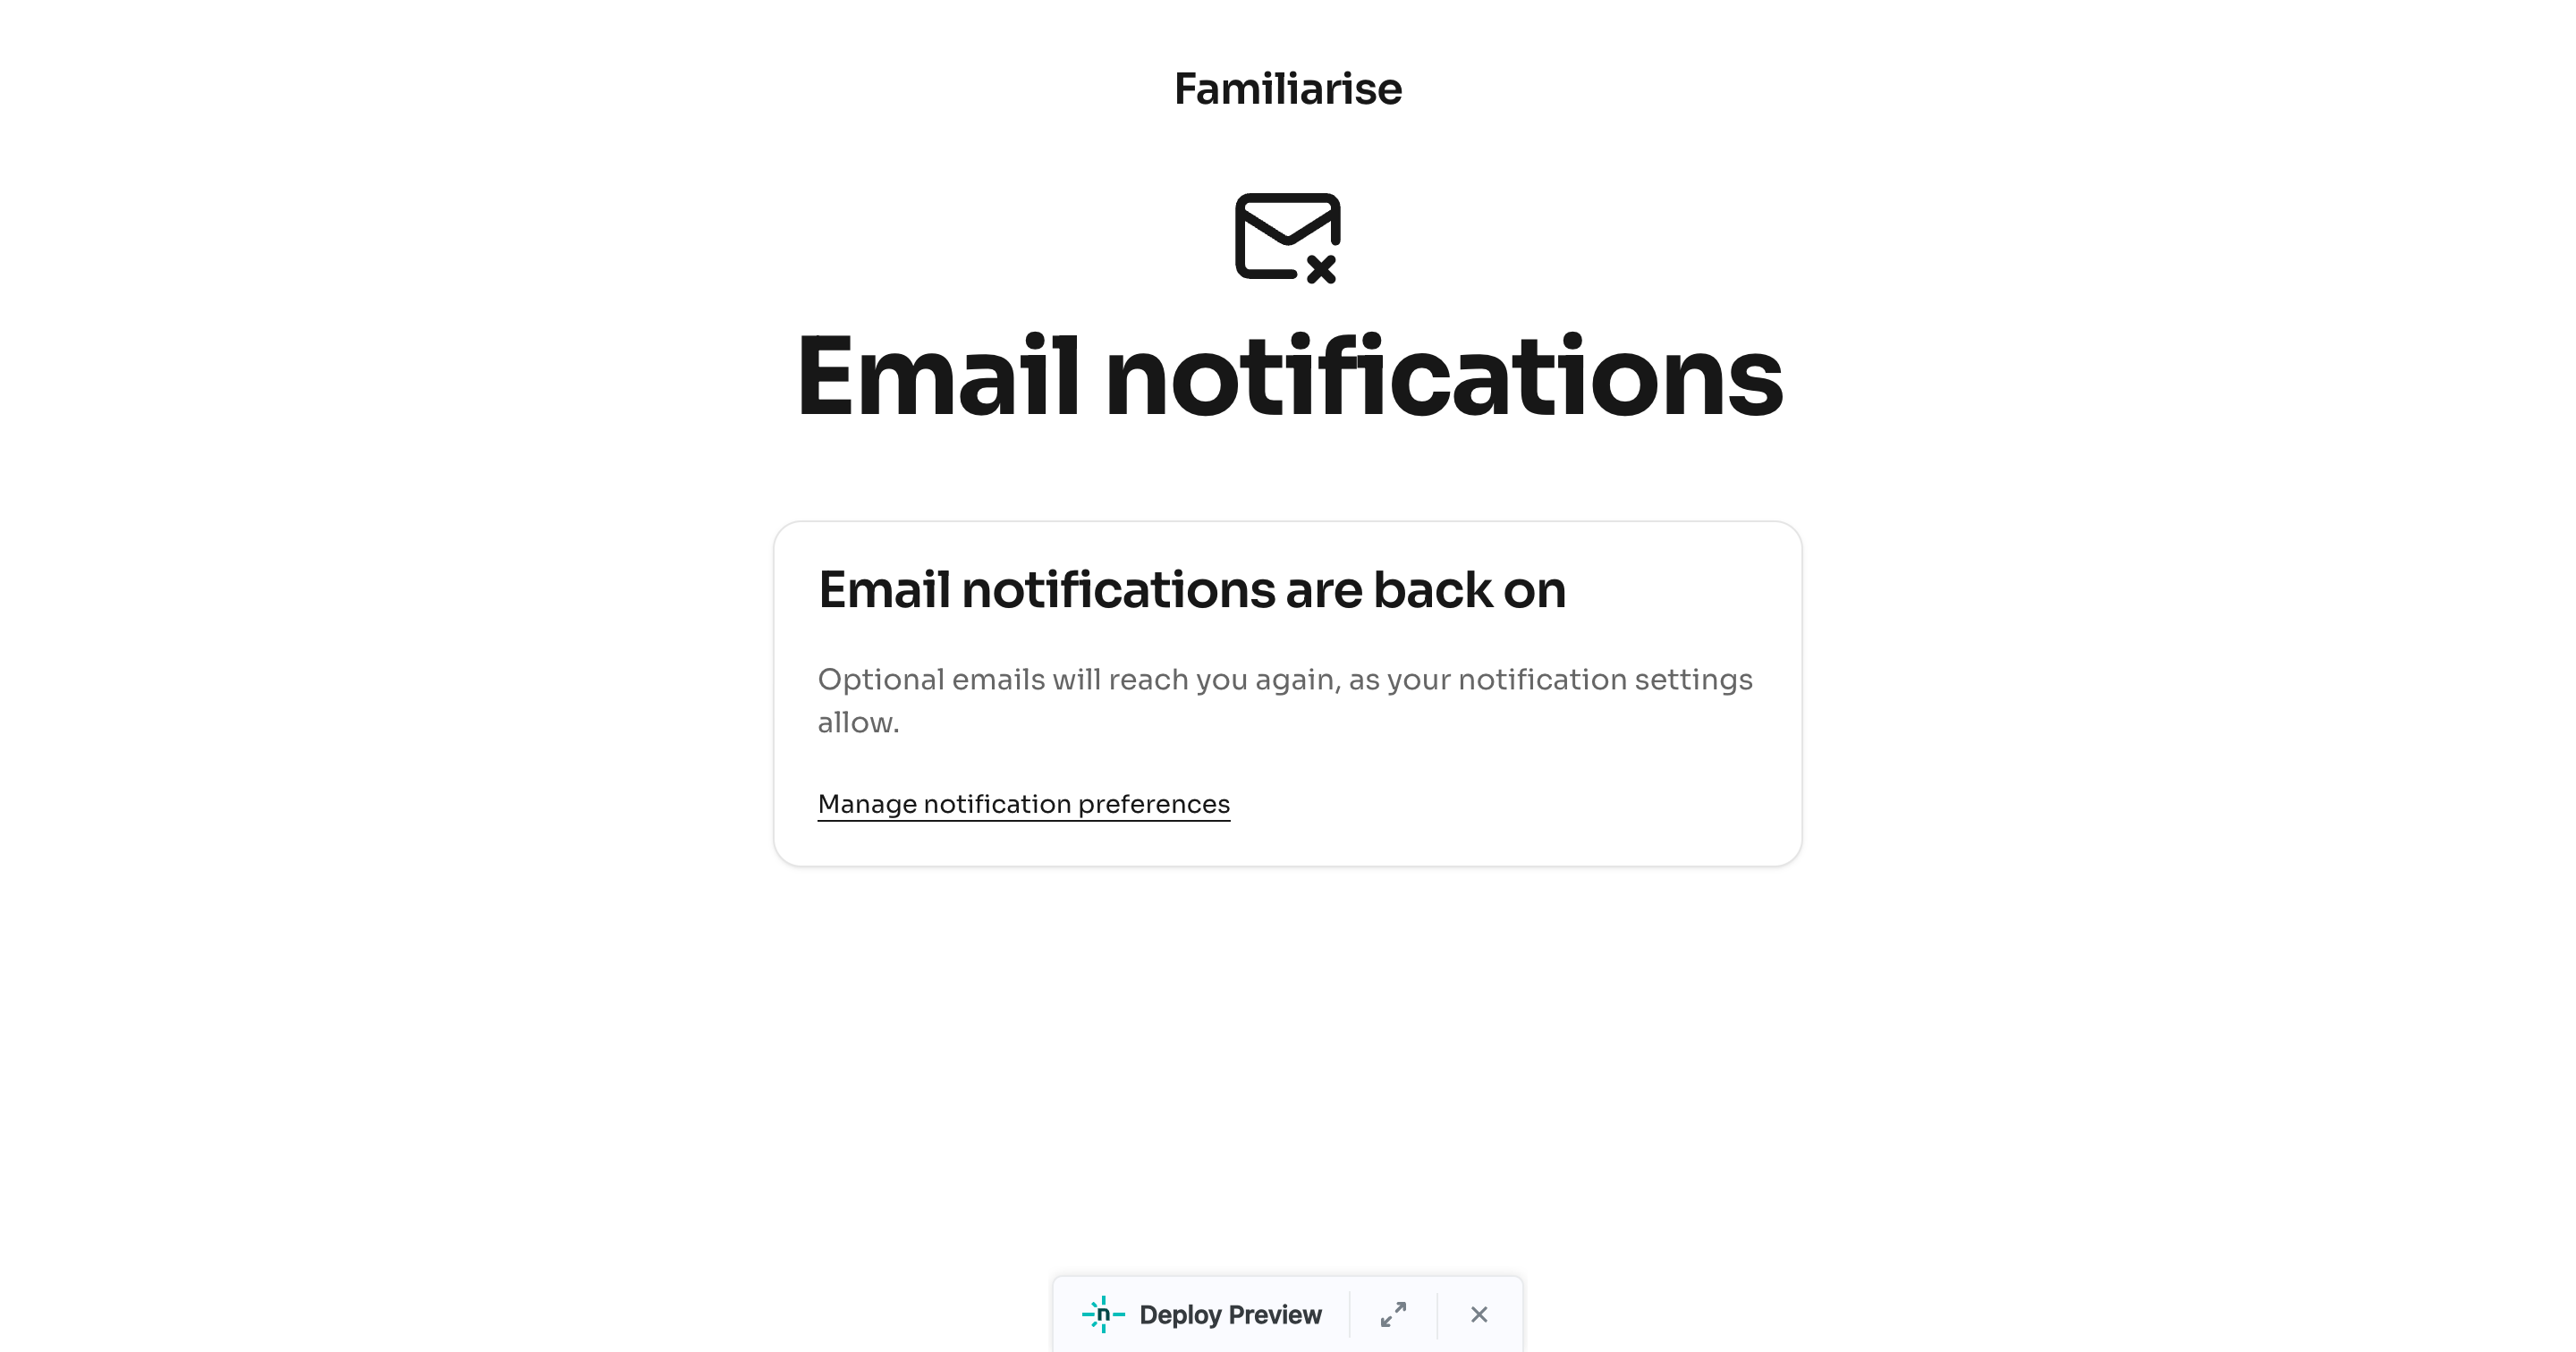 Familiarise
Email notifications
Email notifications are back on
Optional emails will reach you again, as your notification settings
allow.
Manage notification preferences
Deploy Preview